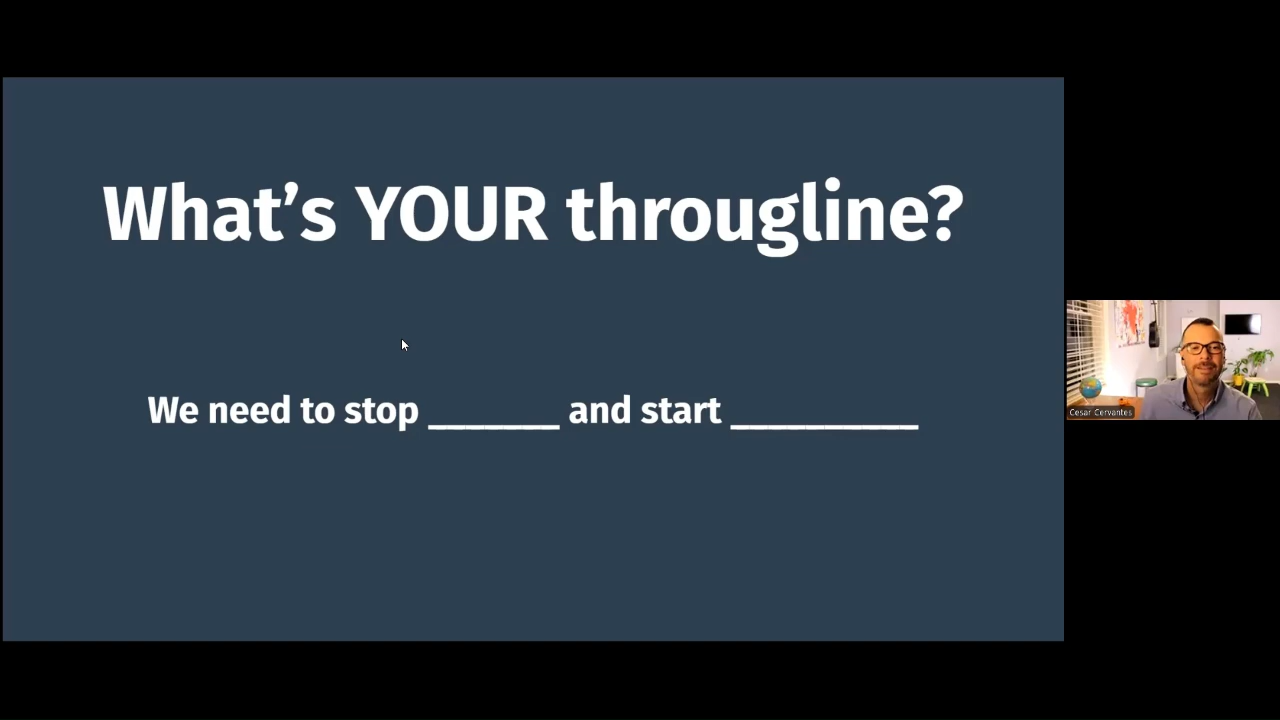 What’s YOUR througline?
We need to stop _______ and start __________
Cesar Cervantes